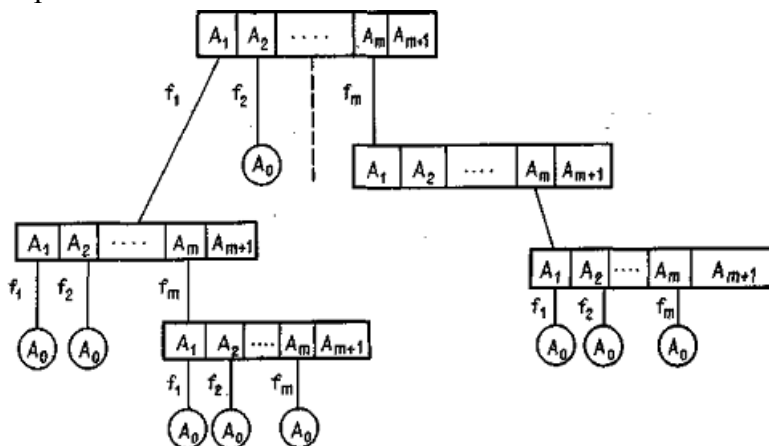 A₁ A₂ .... Aₘ Aₘ₊₁
f₁ f₂ fₘ
A₀
A₁ A₂ .... Aₘ Aₘ₊₁
A₁ A₂ .... Aₘ Aₘ₊₁
A₁ A₂ .... Aₘ Aₘ₊₁
f₁ f₂ fₘ
f₁ f₂ fₘ
A₀ A₀
A₀ A₀ A₀
A₁ A₂ .... Aₘ Aₘ₊₁
f₁ f₂ fₘ
A₀ A₀ A₀